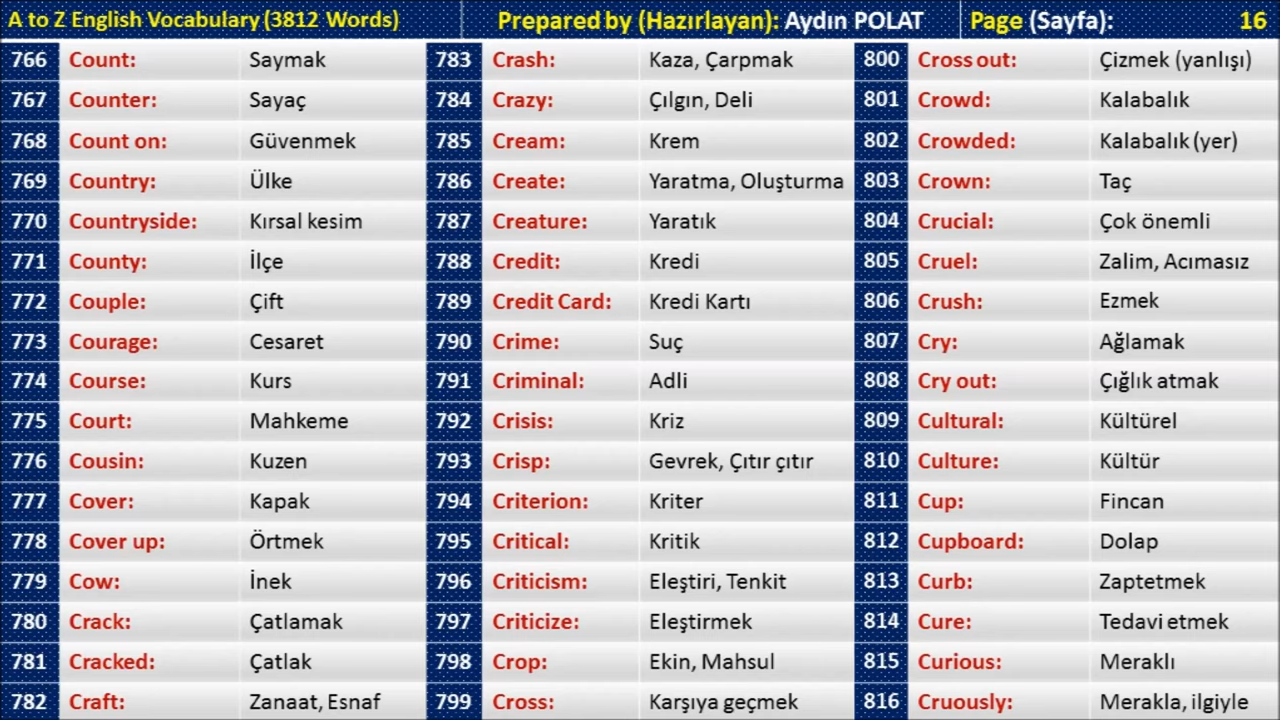 A to Z English Vocabulary (3812 Words) Prepared by (Hazırlayan): Aydın POLAT Page (Sayfa): 16
766 Count: Saymak 783 Crash: Kaza, Çarpmak 800 Cross out: Çizmek (yanlışı)
767 Counter: Sayaç 784 Crazy: Çılgın, Deli 801 Crowd: Kalabalık
768 Count on: Güvenmek 785 Cream: Krem 802 Crowded: Kalabalık (yer)
769 Country: Ülke 786 Create: Yaratma, Oluşturma 803 Crown: Taç
770 Countryside: Kırsal kesim 787 Creature: Yaratık 804 Crucial: Çok önemli
771 County: İlçe 788 Credit: Kredi 805 Cruel: Zalim, Acımasız
772 Couple: Çift 789 Credit Card: Kredi Kartı 806 Crush: Ezmek
773 Courage: Cesaret 790 Crime: Suç 807 Cry: Ağlamak
774 Course: Kurs 791 Criminal: Adli 808 Cry out: Çığlık atmak
775 Court: Mahkeme 792 Crisis: Kriz 809 Cultural: Kültürel
776 Cousin: Kuzen 793 Crisp: Gevrek, Çıtır çıtır 810 Culture: Kültür
777 Cover: Kapak 794 Criterion: Kriter 811 Cup: Fincan
778 Cover up: Örtmek 795 Critical: Kritik 812 Cupboard: Dolap
779 Cow: İnek 796 Criticism: Eleştiri, Tenkit 813 Curb: Zaptetmek
780 Crack: Çatlamak 797 Criticize: Eleştirmek 814 Cure: Tedavi etmek
781 Cracked: Çatlak 798 Crop: Ekin, Mahsul 815 Curious: Meraklı
782 Craft: Zanaat, Esnaf 799 Cross: Karşıya geçmek 816 Cruously: Merakla, ilgiyle